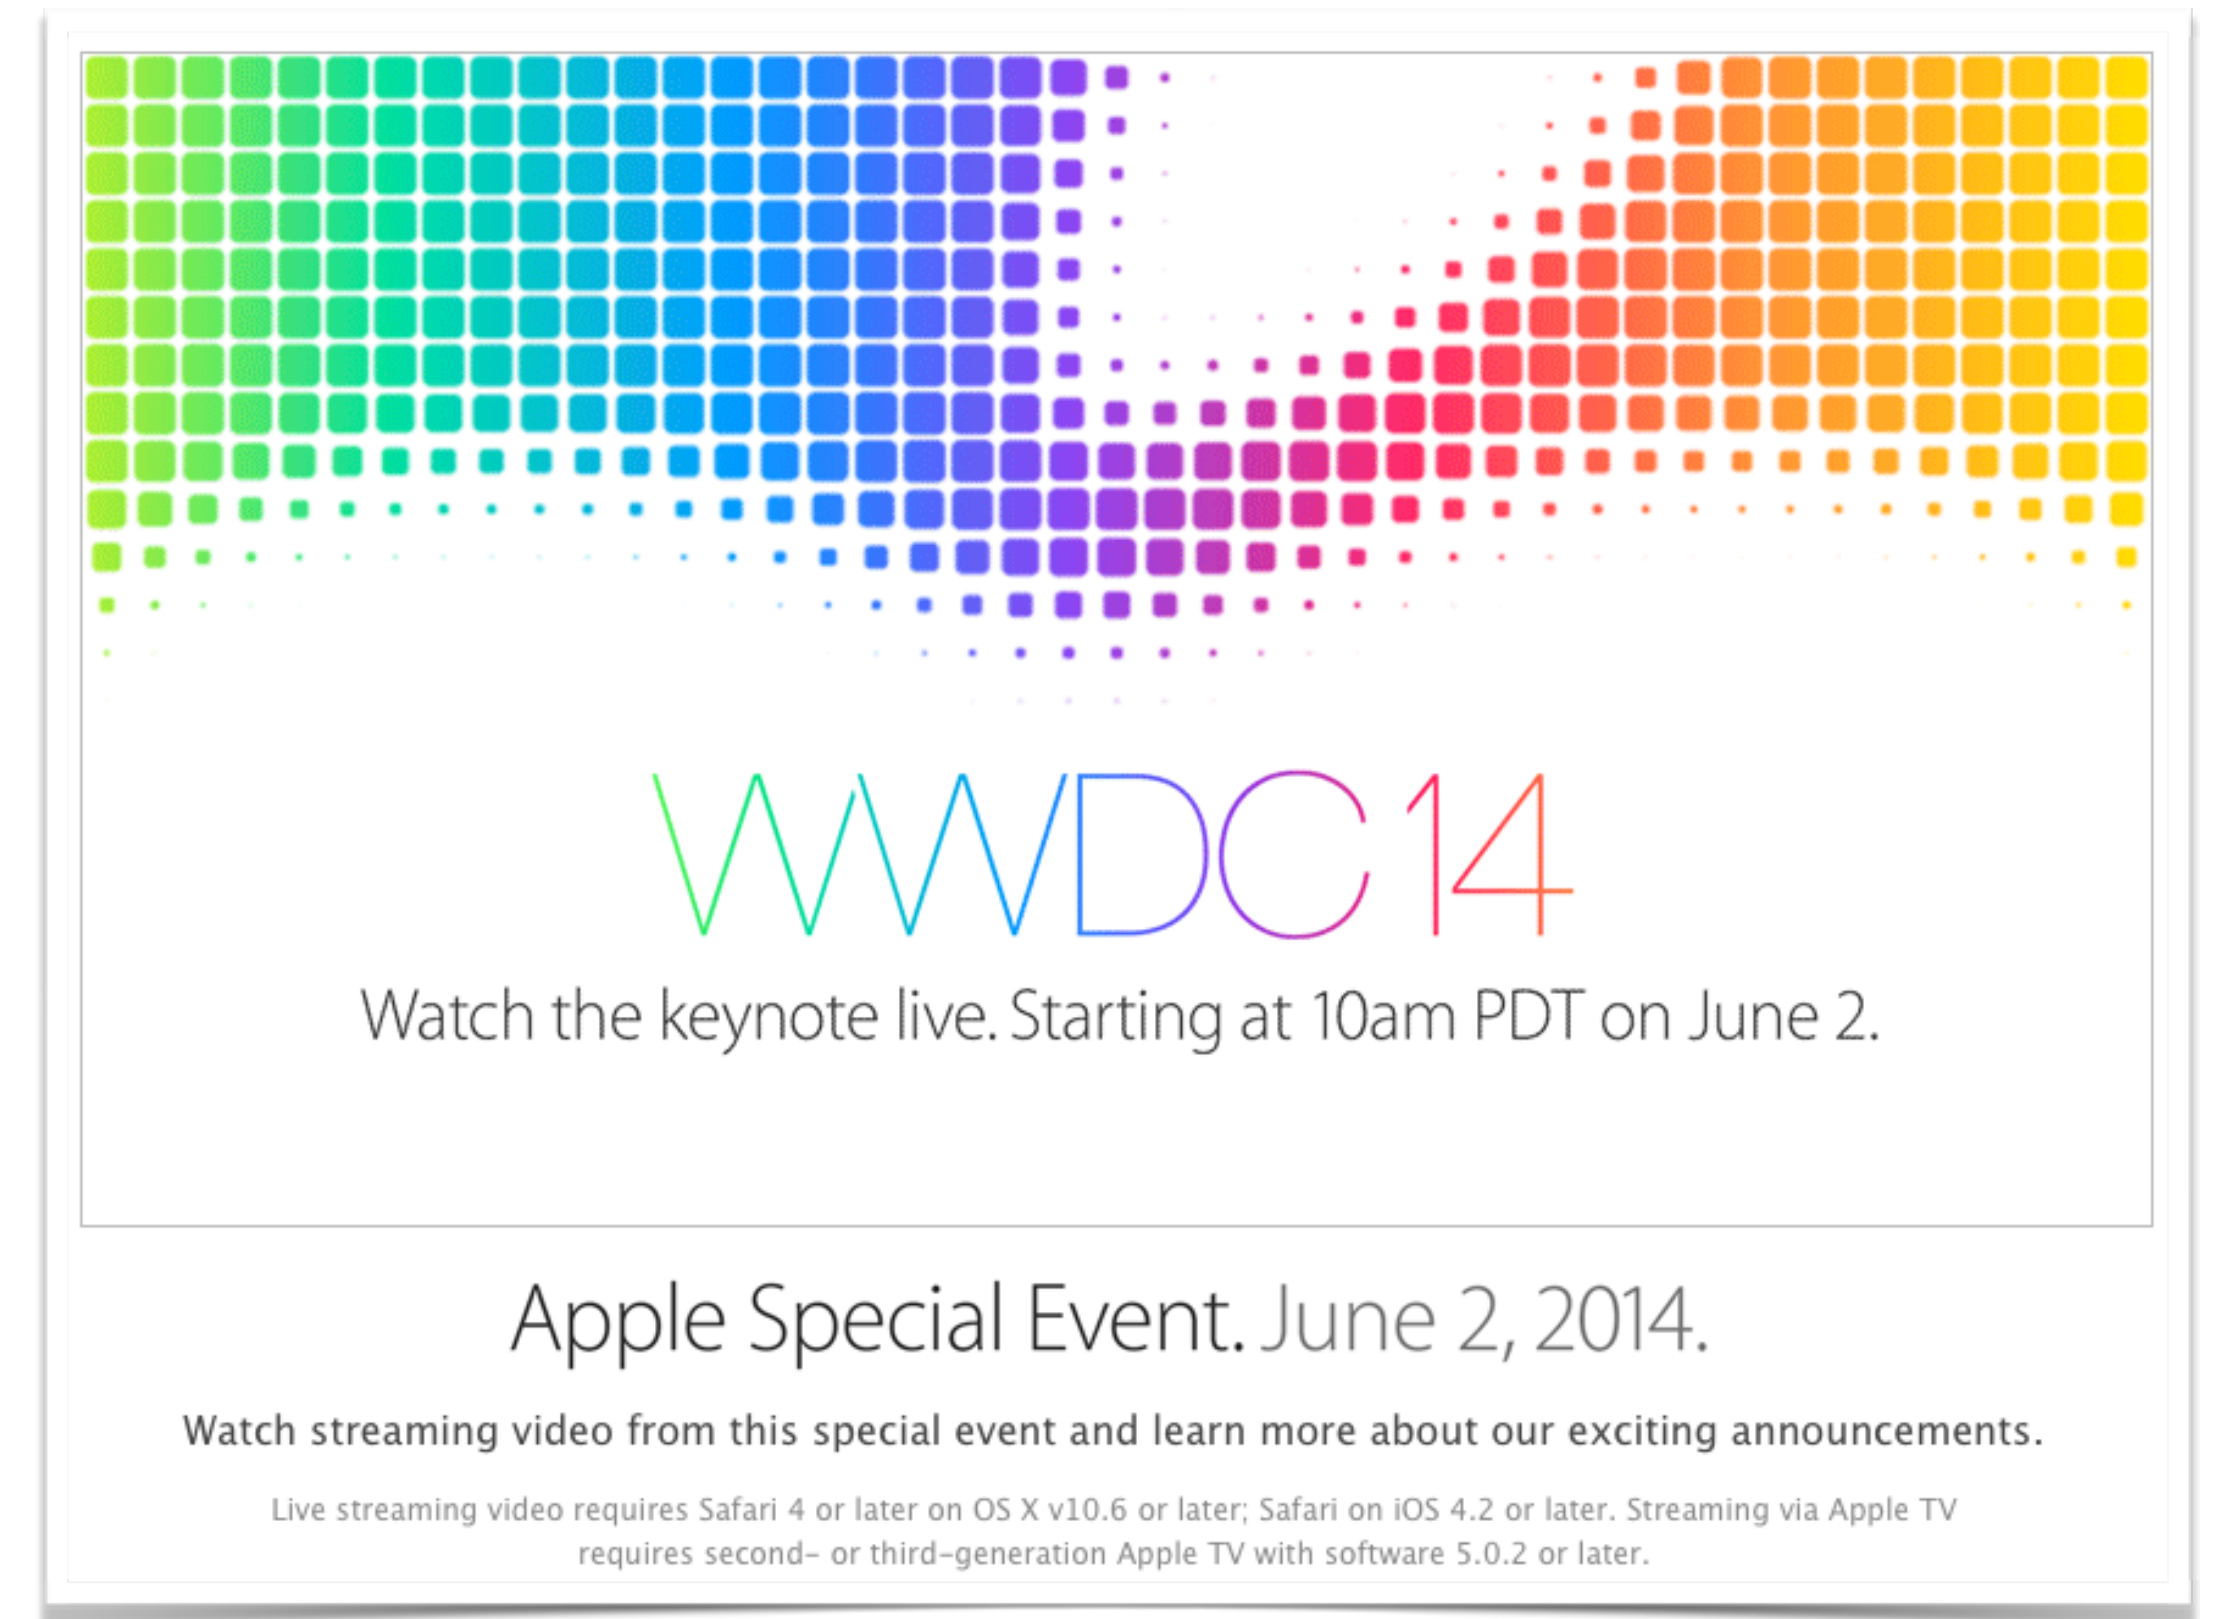 WWDC14
Watch the keynote live. Starting at 10am PDT on June 2.
Apple Special Event. June 2, 2014.
Watch streaming video from this special event and learn more about our exciting announcements.
Live streaming video requires Safari 4 or later on OS X v10.6 or later; Safari on iOS 4.2 or later. Streaming via Apple TV
requires second- or third-generation Apple TV with software 5.0.2 or later.